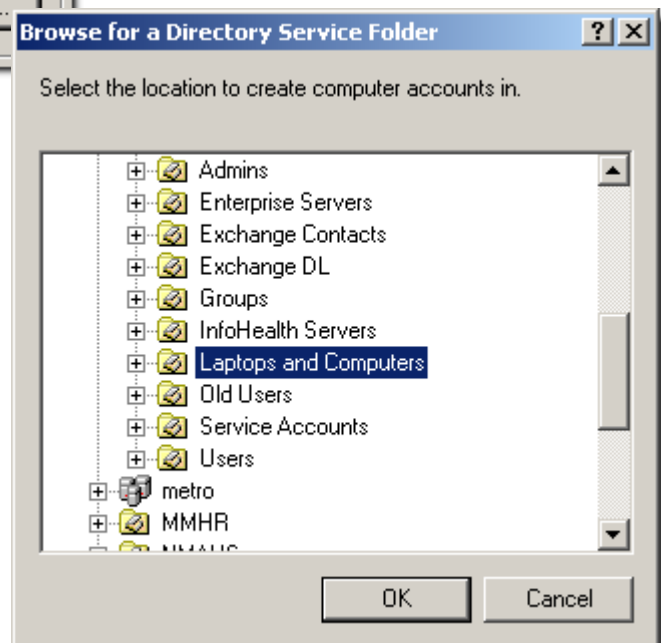 Browse for a Directory Service Folder
Select the location to create computer accounts in.
Admins
Enterprise Servers
Exchange Contacts
Exchange DL
Groups
InfoHealth Servers
Laptops and Computers
Old Users
Service Accounts
Users
metro
MMHR
OK Cancel